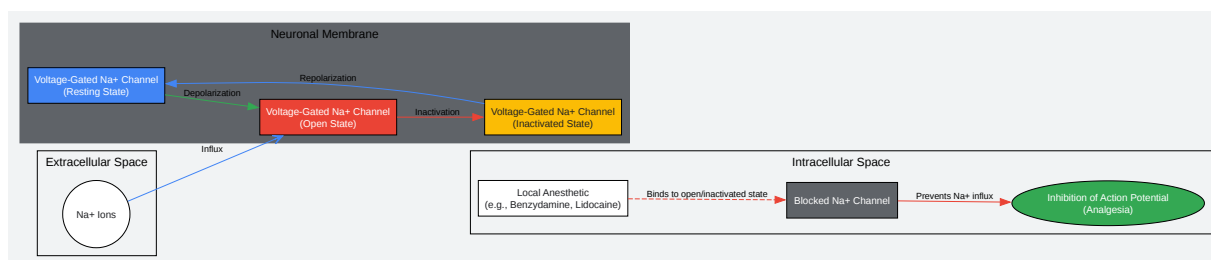 Neuronal Membrane
Voltage-Gated Na+ Channel
(Resting State)
Repolarization
Depolarization
Voltage-Gated Na+ Channel
(Open State)
Inactivation
Voltage-Gated Na+ Channel
(Inactivated State)
Influx
Extracellular Space
Na+ Ions
Intracellular Space
Local Anesthetic
(e.g., Benzydamine, Lidocaine)
Binds to open/inactivated state
Blocked Na+ Channel
Prevents Na+ influx
Inhibition of Action Potential
(Analgesia)